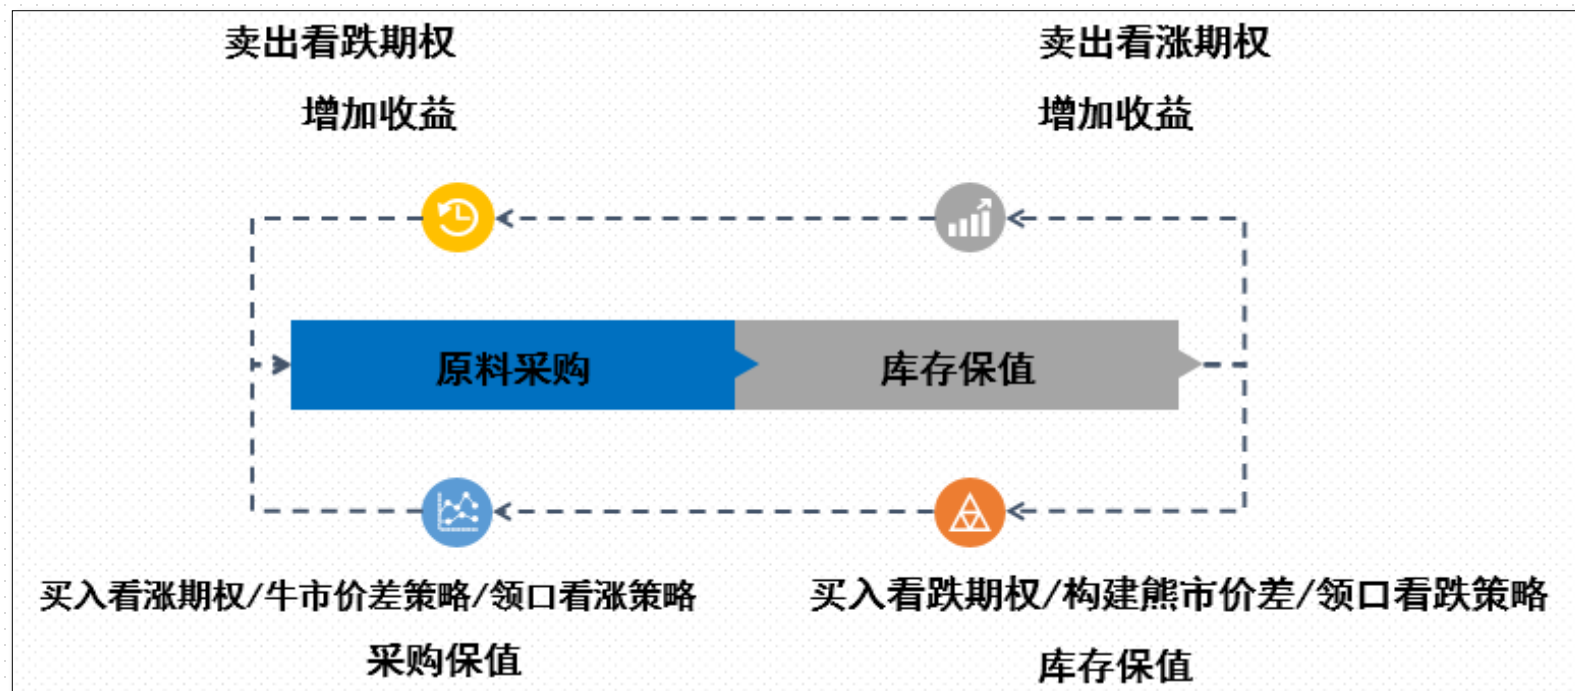 卖出看跌期权
增加收益
卖出看涨期权
增加收益
原料采购
库存保值
买入看涨期权/牛市价差策略/领口看涨策略
采购保值
买入看跌期权/构建熊市价差/领口看跌策略
库存保值